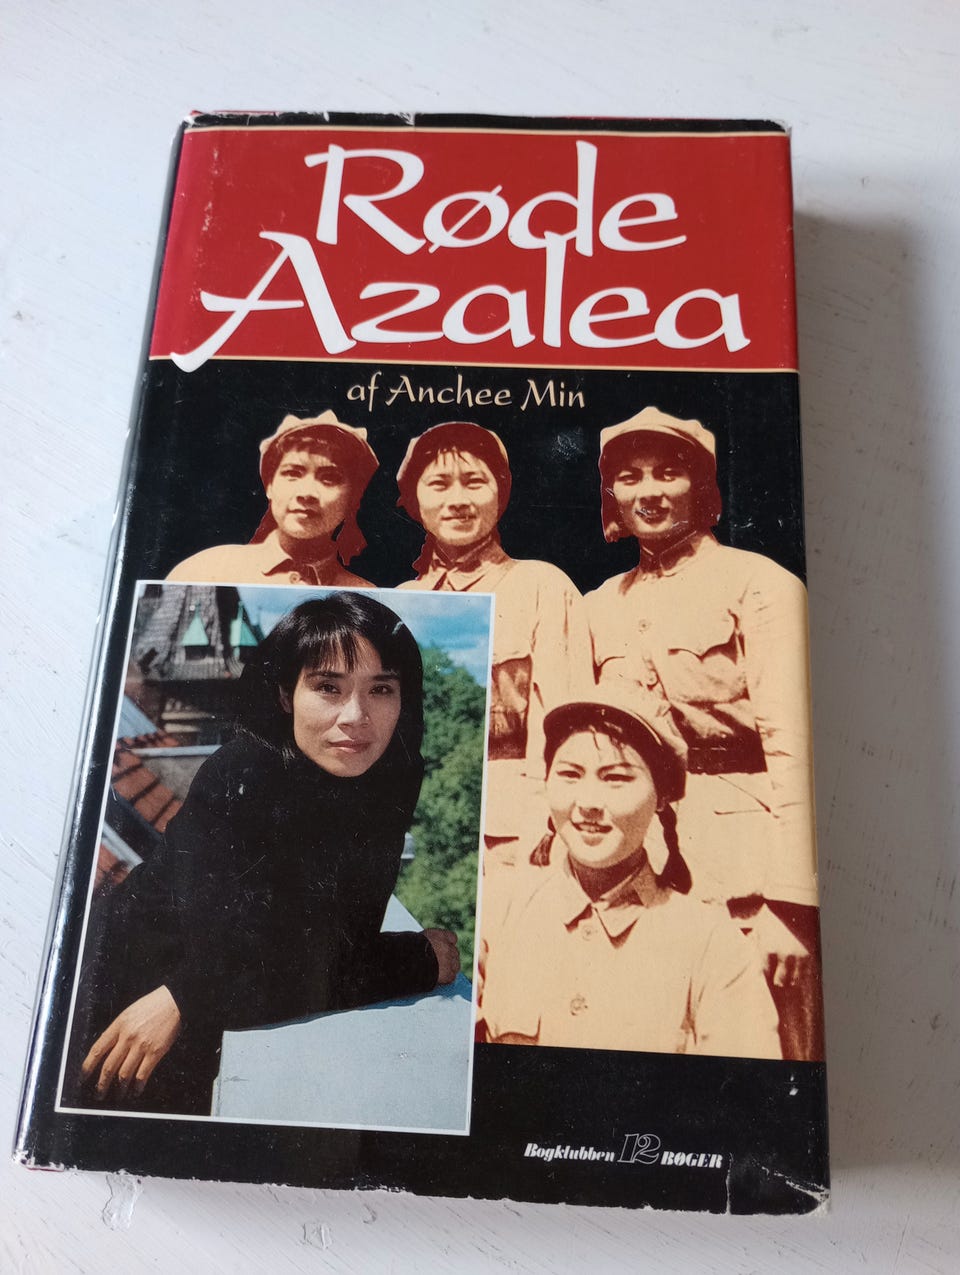 Røde
Azalea
af Anchee Min
Bogklubben 12 BØGER